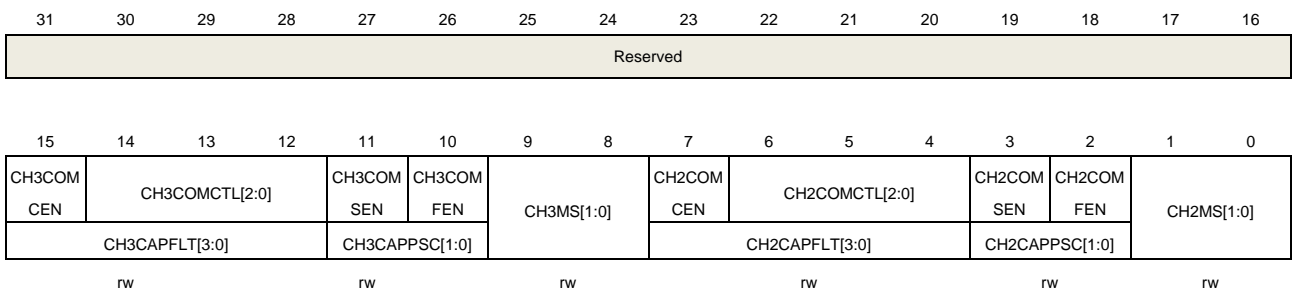 31 30 29 28 27 26 25 24 23 22 21 20 19 18 17 16
Reserved
15 14 13 12 11 10 9 8 7 6 5 4 3 2 1 0
CH3COM CEN CH3COMCTL[2:0] CH3COM SEN CH3COM FEN CH3MS[1:0] CH2COM CEN CH2COMCTL[2:0] CH2COM SEN CH2COM FEN CH2MS[1:0]
CH3CAPFLT[3:0] CH3CAPPSC[1:0] CH2CAPFLT[3:0] CH2CAPPSC[1:0]
rw rw rw rw rw rw